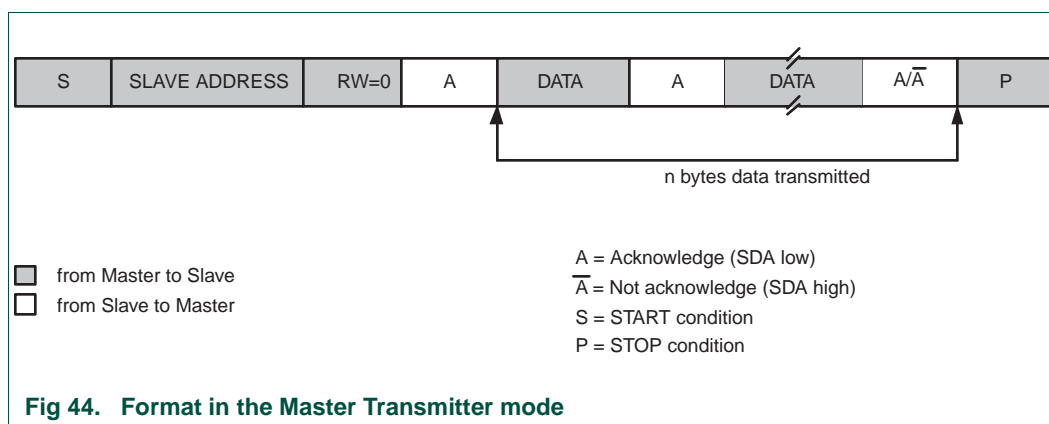 S SLAVE ADDRESS RW=0 A DATA A DATA A/A̅ P
n bytes data transmitted
from Master to Slave
from Slave to Master
A = Acknowledge (SDA low)
A̅ = Not acknowledge (SDA high)
S = START condition
P = STOP condition
Fig 44. Format in the Master Transmitter mode